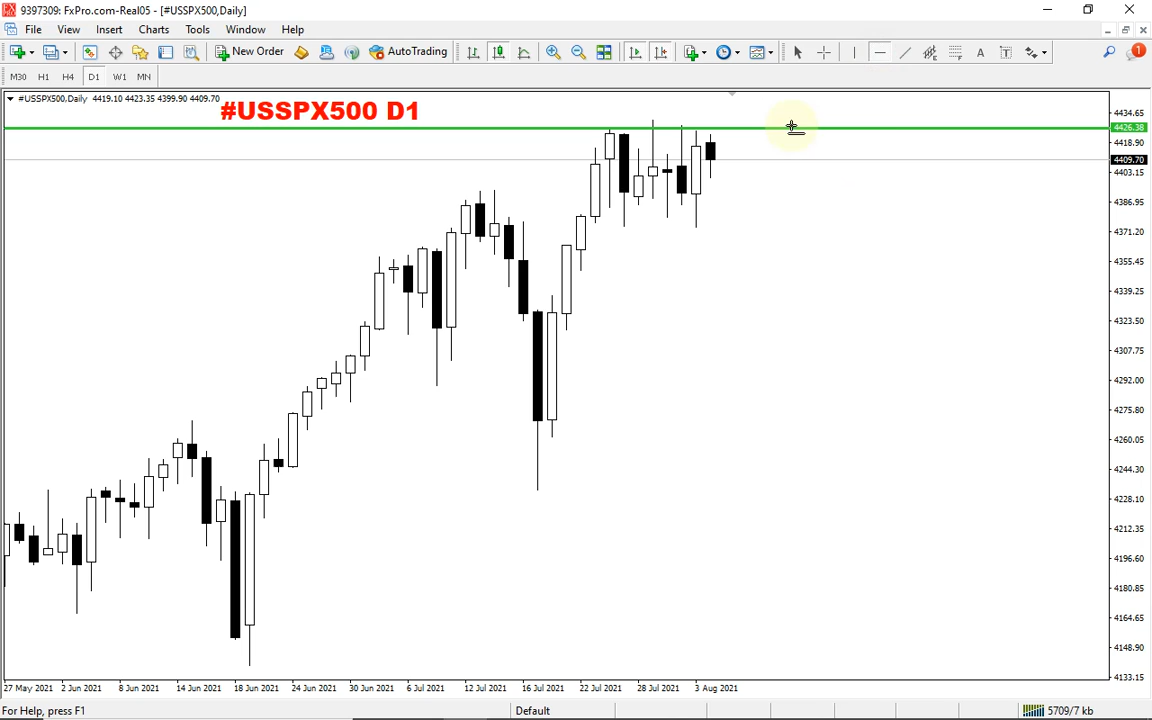 9397309: FxPro.com-Real05 - [#USSPX500,Daily]
File View Insert Charts Tools Window Help
New Order AutoTrading A T 1
M30 H1 H4 D1 W1 MN
#USSPX500,Daily 4419.10 4423.35 4399.90 4409.70
#USSPX500 D1
4434.65
4426.38
4418.90
4409.70
4403.15
4386.95
4371.20
4355.45
4339.25
4323.50
4307.75
4292.00
4275.80
4260.05
4244.30
4228.10
4212.35
4196.60
4180.85
4164.65
4148.90
4133.15
27 May 2021 2 Jun 2021 8 Jun 2021 14 Jun 2021 18 Jun 2021 24 Jun 2021 30 Jun 2021 6 Jul 2021 12 Jul 2021 16 Jul 2021 22 Jul 2021 28 Jul 2021 3 Aug 2021
For Help, press F1 Default 5709/7 kb